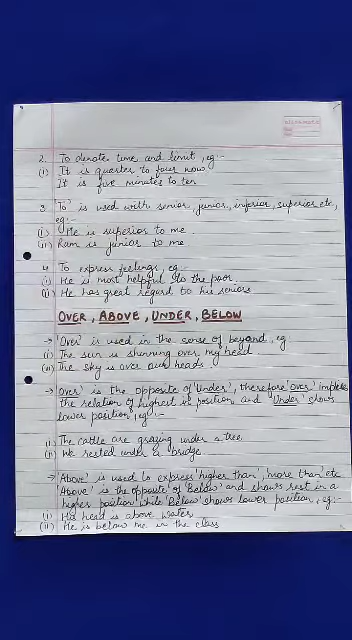 2. To denote time and limit, eg:-
(i) It is quarter to four now
It is five minutes to ten
3. 'To' is used with senior, junior, inferior, superior etc,
eg:-
(i) He is superior to me
(ii) Ram is junior to me
4. To express feelings, eg:-
(i) He is most helpful to the poor
(ii) He has great regard to his seniors
OVER, ABOVE, UNDER, BELOW
→ 'Over' is used in the sense of beyond, eg
(i) The sun is shinning over my head
(ii) The sky is over our heads
→ 'Over' is the opposite of 'Under', therefore 'over' implies
the relation of highest in position and 'Under' shows
lower position', eg:-
(i) The cattle are grazing under a tree
(ii) We rested under a bridge
→ 'Above' is used to express 'higher than', 'more than' etc
'Above' is the opposite of 'Below' and shows rest in a
higher position while 'Below' shows lower position, eg:-
(i) His head is above water
(ii) He is below me in the class